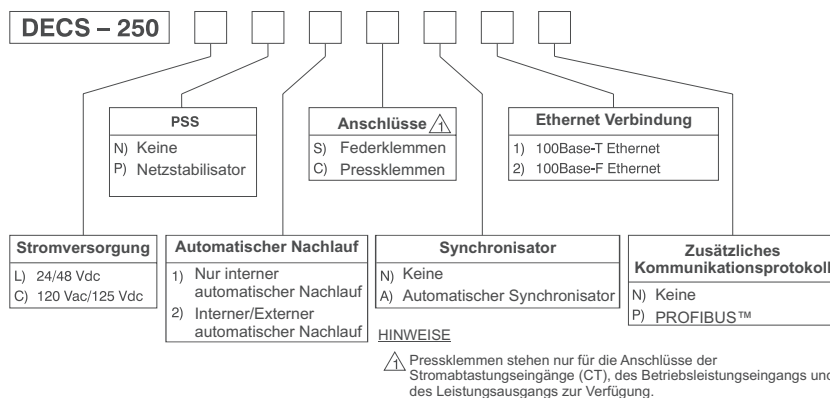 DECS – 250
PSS
N) Keine
P) Netzstabilisator
Anschlüsse 1
S) Federklemmen
C) Pressklemmen
Ethernet Verbindung
1) 100Base-T Ethernet
2) 100Base-F Ethernet
Stromversorgung
L) 24/48 Vdc
C) 120 Vac/125 Vdc
Automatischer Nachlauf
1) Nur interner
automatischer Nachlauf
2) Interner/Externer
automatischer Nachlauf
Synchronisator
N) Keine
A) Automatischer Synchronisator
Zusätzliches
Kommunikationsprotokoll
N) Keine
P) PROFIBUS™
HINWEISE
1 Pressklemmen stehen nur für die Anschlüsse der
Stromabtastungseingänge (CT), des Betriebsleistungseingangs und
des Leistungsausgangs zur Verfügung.